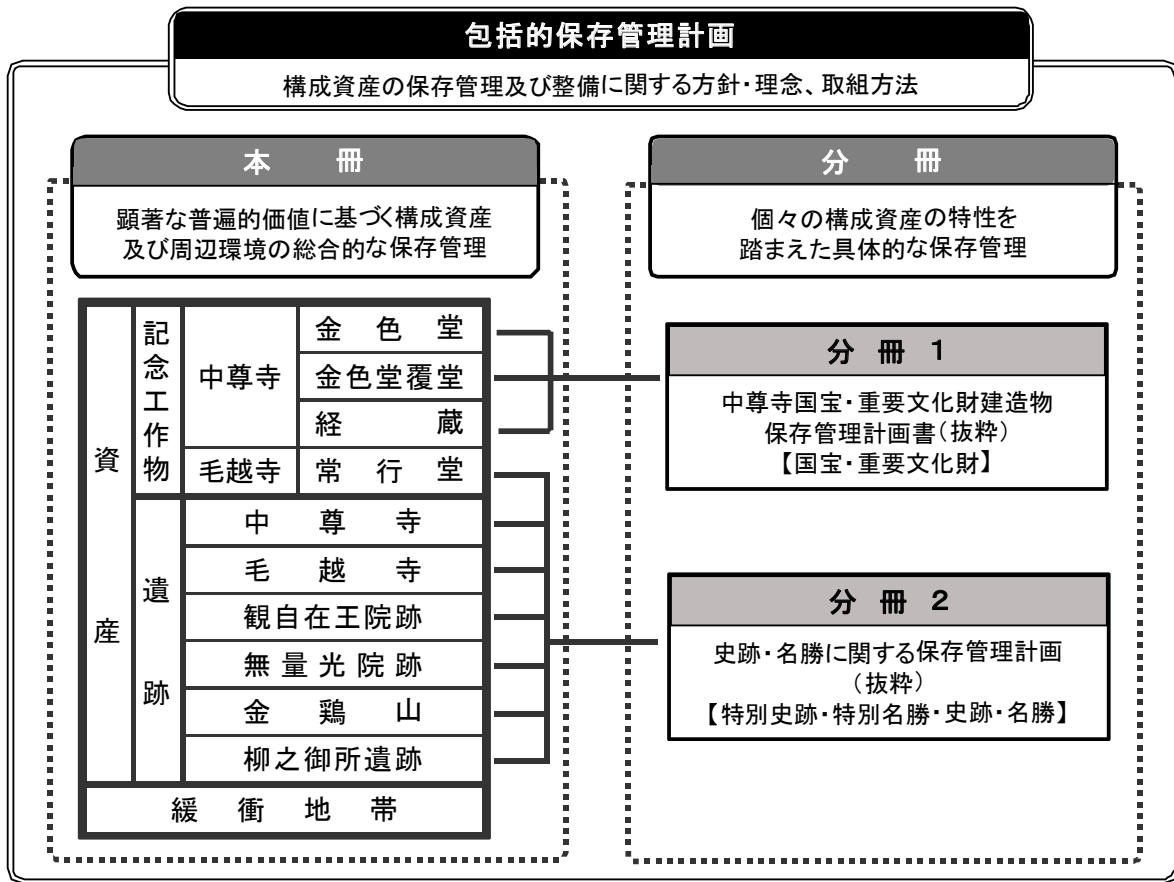 包括的保存管理計画
構成資産の保存管理及び整備に関する方針・理念、取組方法
本冊
顕著な普遍的価値に基づく構成資産
及び周辺環境の総合的な保存管理
資産
記念工作物
中尊寺
金色堂
金色堂覆堂
経蔵
毛越寺
常行堂
遺跡
中尊寺
毛越寺
観自在王院跡
無量光院跡
金鶏山
柳之御所遺跡
緩衝地帯
分冊
個々の構成資産の特性を
踏まえた具体的な保存管理
分冊1
中尊寺国宝・重要文化財建造物
保存管理計画書(抜粋)
【国宝・重要文化財】
分冊2
史跡・名勝に関する保存管理計画
(抜粋)
【特別史跡・特別名勝・史跡・名勝】